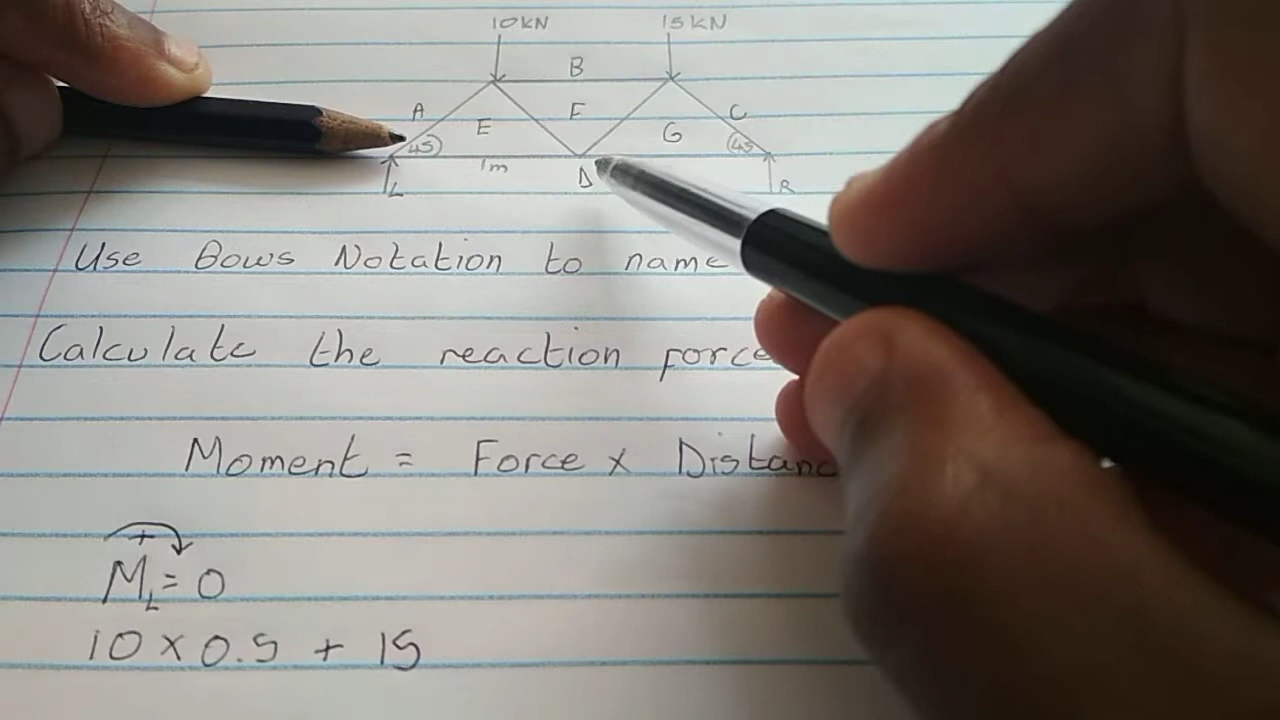 10kN 15kN
B
A E F G C
45 45
1m
L D R
Use Bows Notation to name
Calculate the reaction force
Moment = Force x Distanc
+
M_L = 0
10 x 0.5 + 15